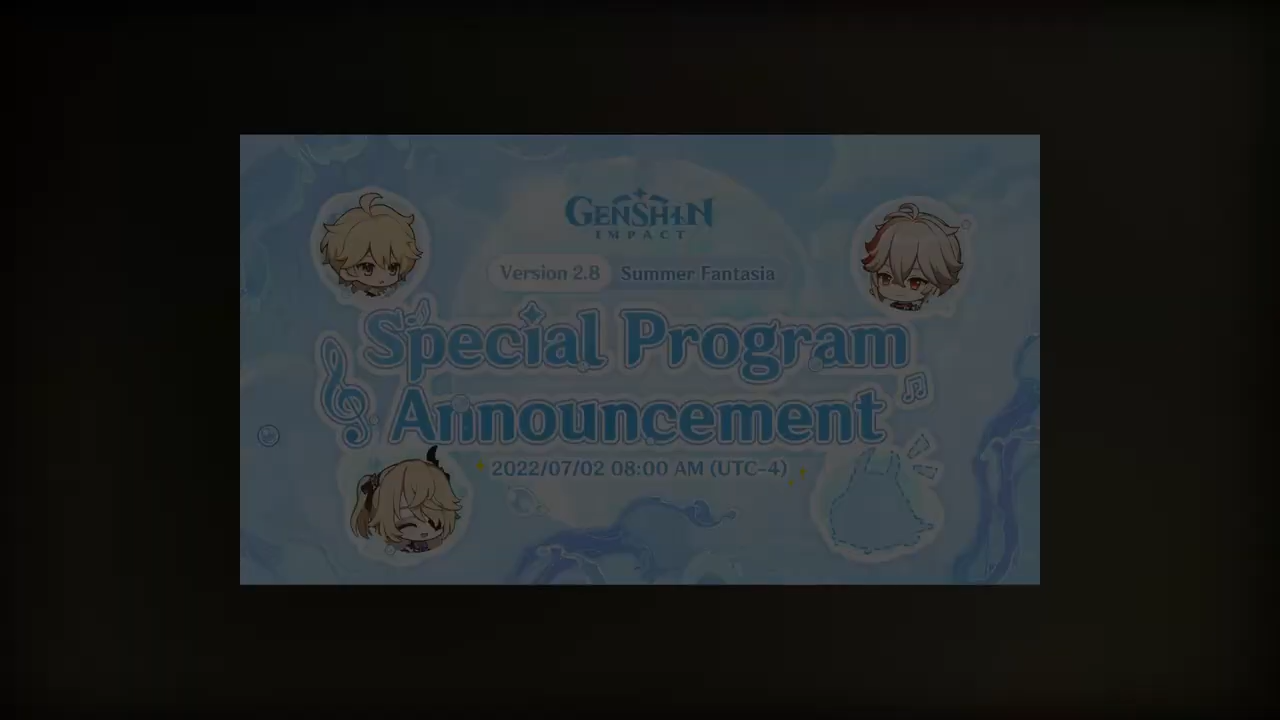 GENSHIN
IMPACT
Version 2.8 Summer Fantasia
Special Program
Announcement
2022/07/02 08:00 AM (UTC-4)